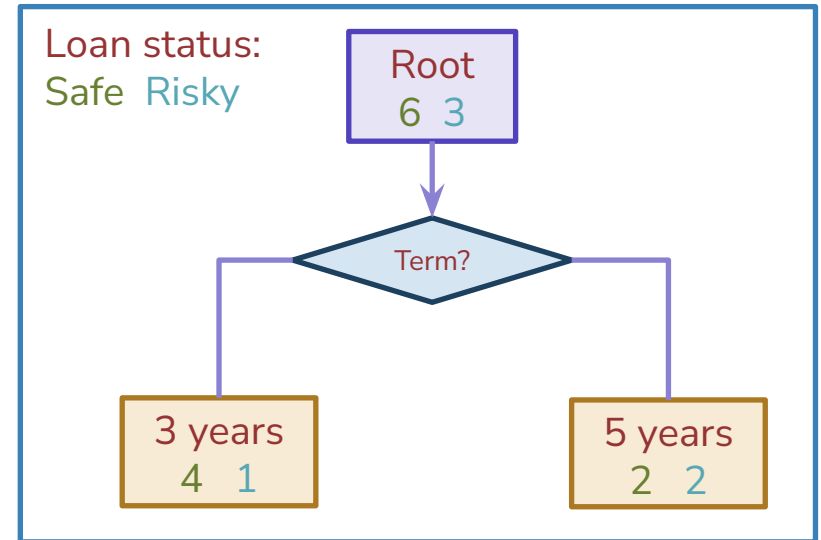 Loan status:
Safe Risky
Root
6 3
Term?
3 years
4 1
5 years
2 2